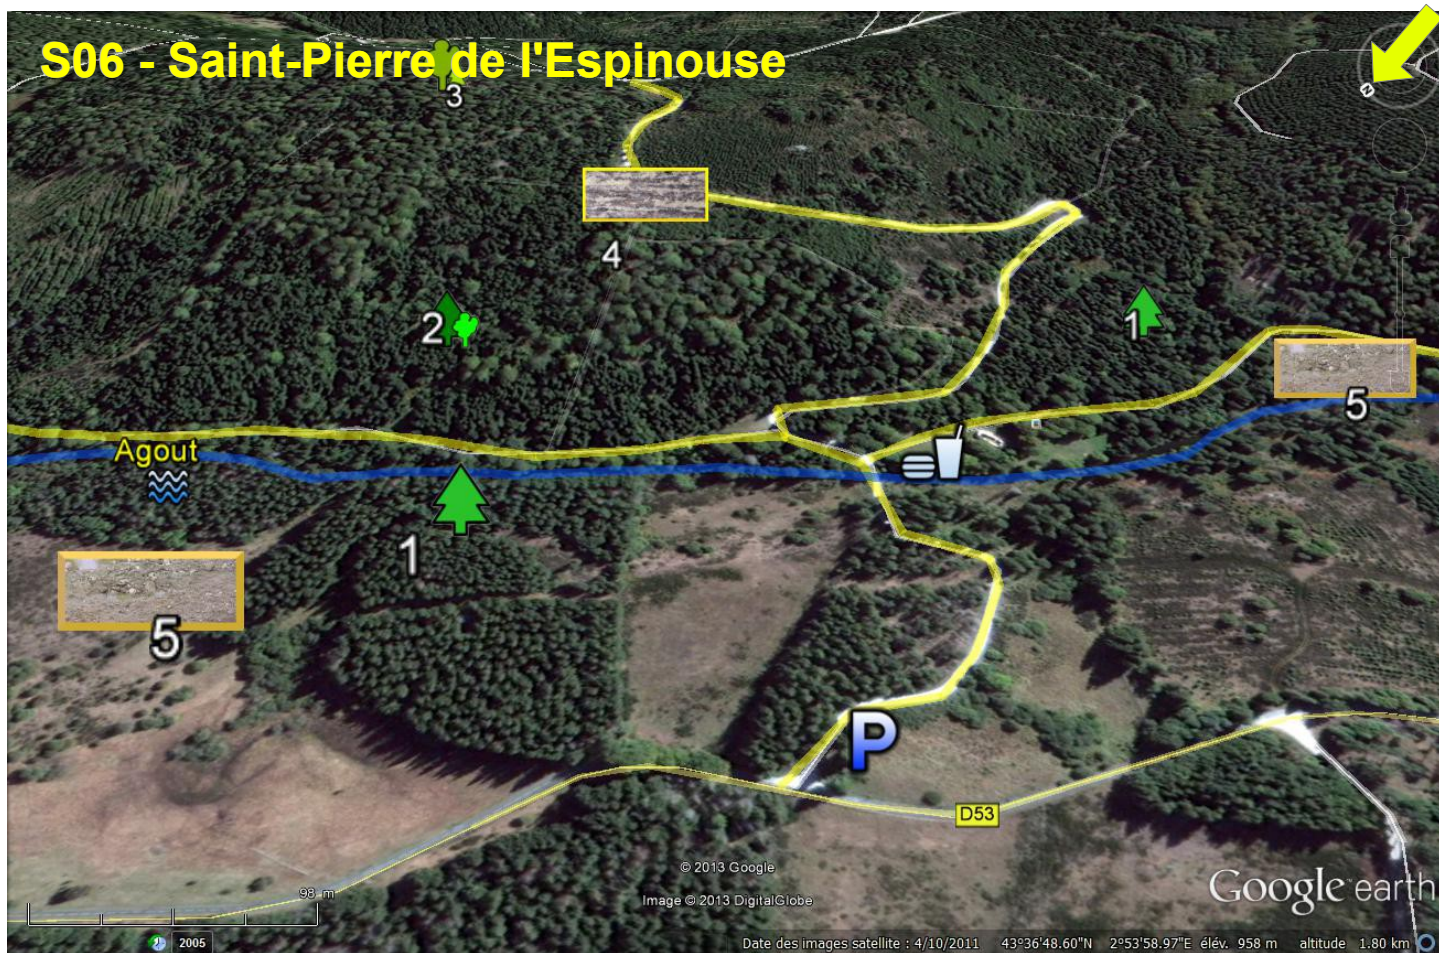 S06 - Saint-Pierre de l'Espinouse
N
3
4
2
1
5
Agout
1
5
P
D53
© 2013 Google
Image © 2013 DigitalGlobe
98 m
Google earth
2005
Date des images satellite : 4/10/2011 43°36'48.60"N 2°53'58.97"E élév. 958 m altitude 1.80 km